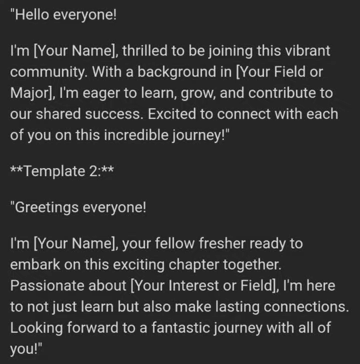 "Hello everyone!
I'm [Your Name], thrilled to be joining this vibrant
community. With a background in [Your Field or
Major], I'm eager to learn, grow, and contribute to
our shared success. Excited to connect with each
of you on this incredible journey!"
**Template 2:**
"Greetings everyone!
I'm [Your Name], your fellow fresher ready to
embark on this exciting chapter together.
Passionate about [Your Interest or Field], I'm here
to not just learn but also make lasting connections.
Looking forward to a fantastic journey with all of
you!"